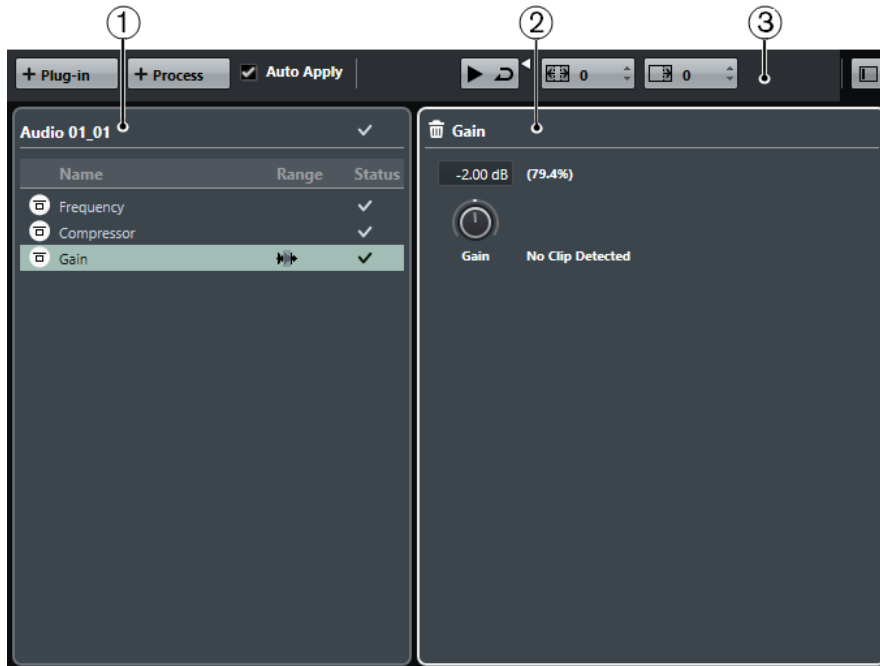 1 2 3
+ Plug-in + Process Auto Apply 0 0
Audio 01_01
Name Range Status
Frequency
Compressor
Gain
Gain
-2.00 dB (79.4%)
Gain No Clip Detected